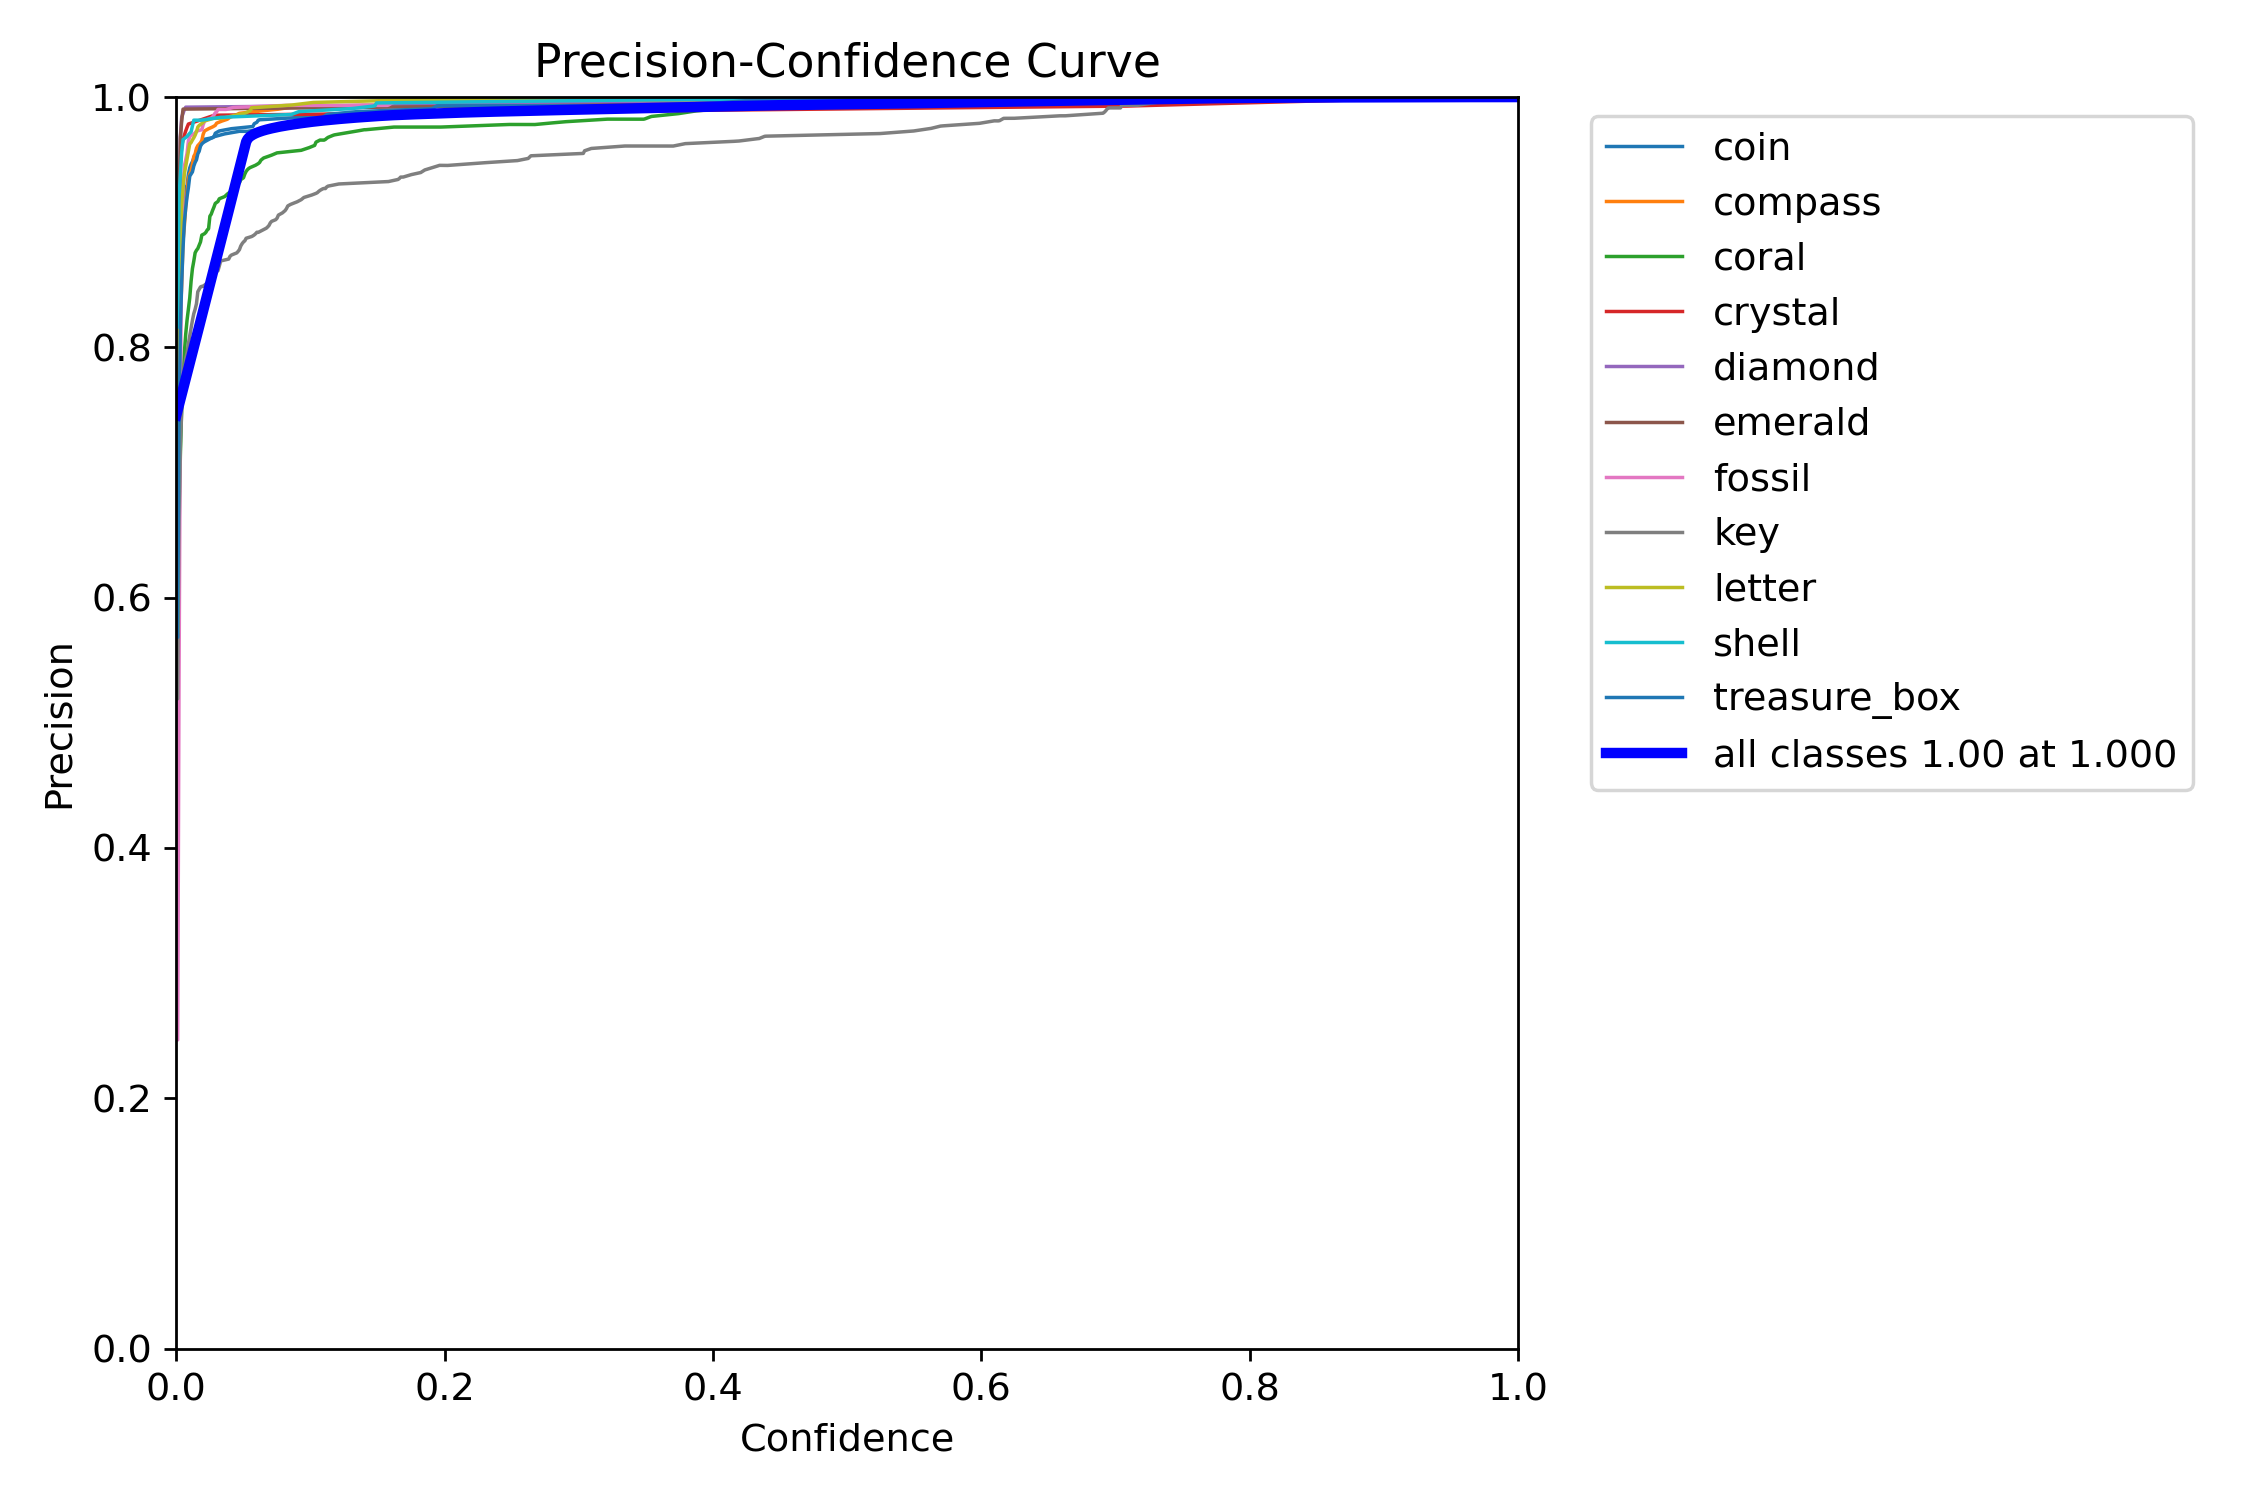 Precision-Confidence Curve
1.0
0.8
0.6
0.4
0.2
0.0
Precision
0.0 0.2 0.4 0.6 0.8 1.0
Confidence
coin
compass
coral
crystal
diamond
emerald
fossil
key
letter
shell
treasure_box
all classes 1.00 at 1.000